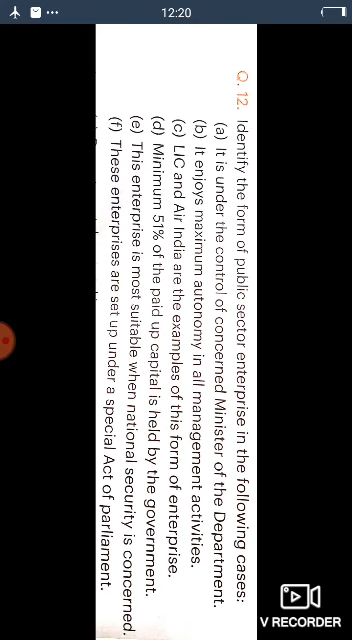 12:20
Q. 12. Identify the form of public sector enterprise in the following cases:
(a) It is under the control of concerned Minister of the Department.
(b) It enjoys maximum autonomy in all management activities.
(c) LIC and Air India are the examples of this form of enterprise.
(d) Minimum 51% of the paid up capital is held by the government.
(e) This enterprise is most suitable when national security is concerned.
(f) These enterprises are set up under a special Act of parliament.
V RECORDER